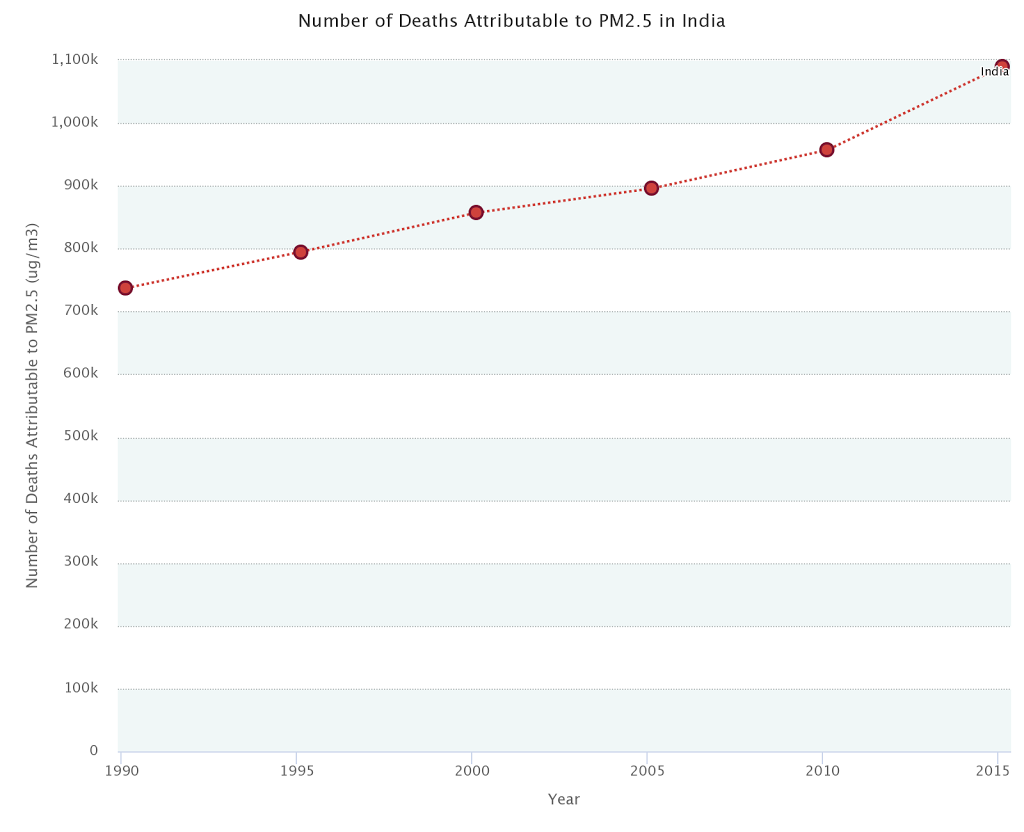 Number of Deaths Attributable to PM2.5 in India
1,100k
1,000k
900k
800k
700k
600k
500k
400k
300k
200k
100k
0
Number of Deaths Attributable to PM2.5 (ug/m3)
India
1990
1995
2000
2005
2010
2015
Year